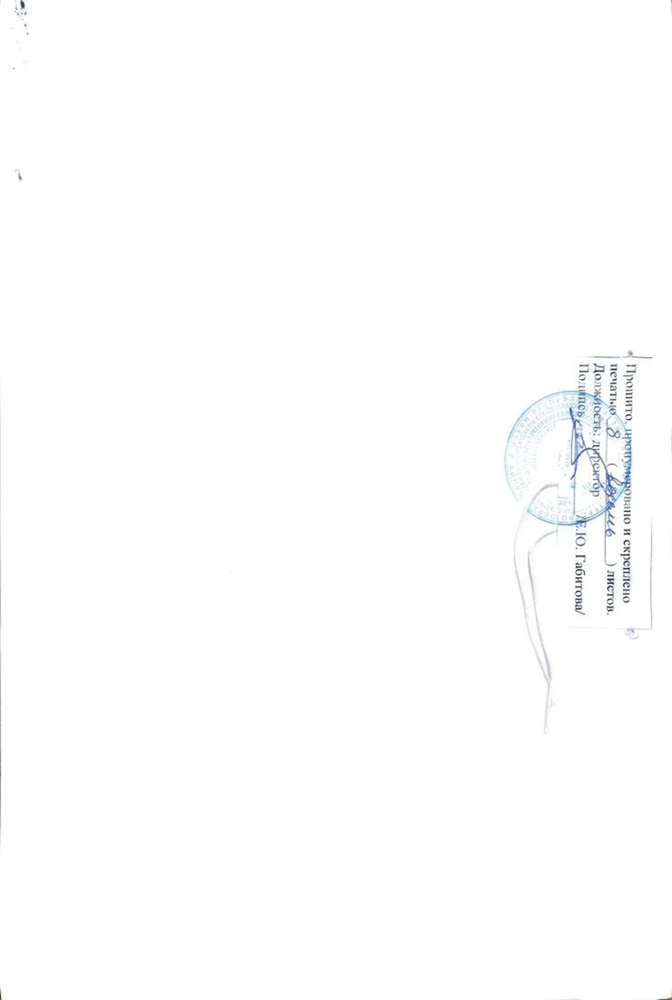 Прошито, пронумеровано и скреплено
печатью 8 (восемь) листов.
Должность: директор
Подпись /Е.Ю. Габитова/